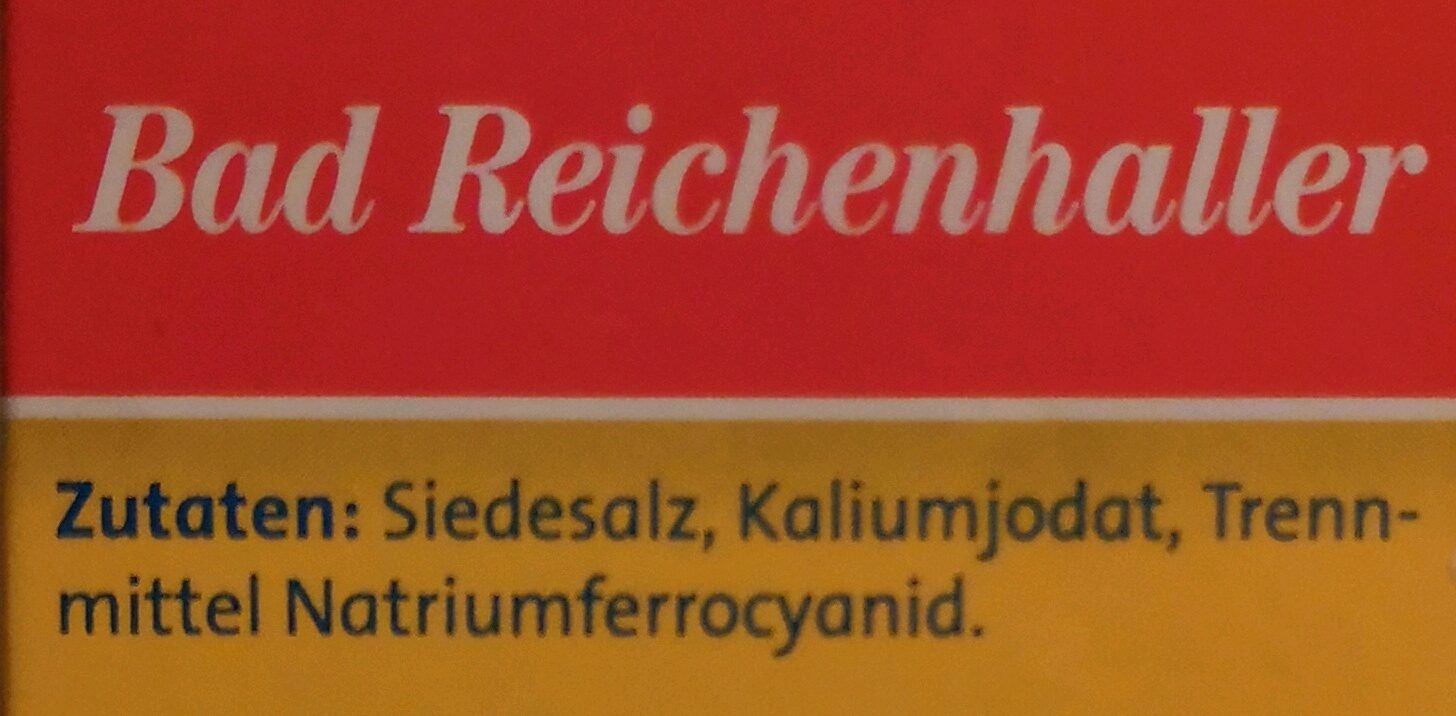 Bad Reichenhaller
Zutaten: Siedesalz, Kaliumjodat, Trenn-
mittel Natriumferrocyanid.